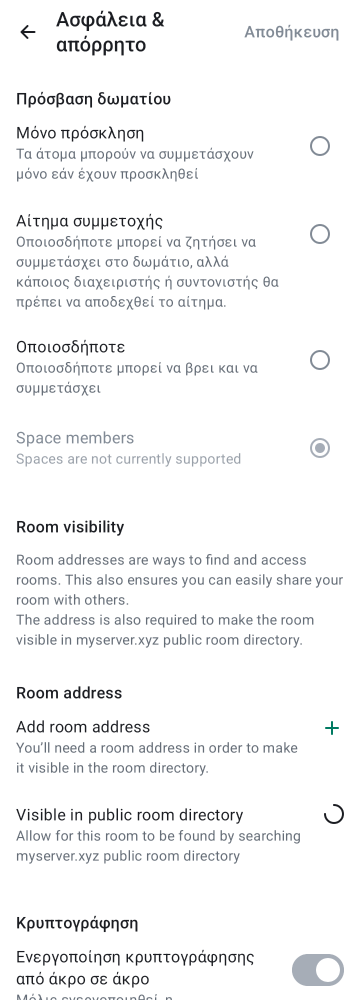 Ασφάλεια &
απόρρητο
Αποθήκευση
Πρόσβαση δωματίου
Μόνο πρόσκληση
Τα άτομα μπορούν να συμμετάσχουν
μόνο εάν έχουν προσκληθεί
Αίτημα συμμετοχής
Οποιοσδήποτε μπορεί να ζητήσει να
συμμετάσχει στο δωμάτιο, αλλά
κάποιος διαχειριστής ή συντονιστής θα
πρέπει να αποδεχθεί το αίτημα.
Οποιοσδήποτε
Οποιοσδήποτε μπορεί να βρει και να
συμμετάσχει
Space members
Spaces are not currently supported
Room visibility
Room addresses are ways to find and access
rooms. This also ensures you can easily share your
room with others.
The address is also required to make the room
visible in myserver.xyz public room directory.
Room address
Add room address
You’ll need a room address in order to make
it visible in the room directory.
Visible in public room directory
Allow for this room to be found by searching
myserver.xyz public room directory
Κρυπτογράφηση
Ενεργοποίηση κρυπτογράφησης
από άκρο σε άκρο
Μόλις ενεργοποιηθεί, η